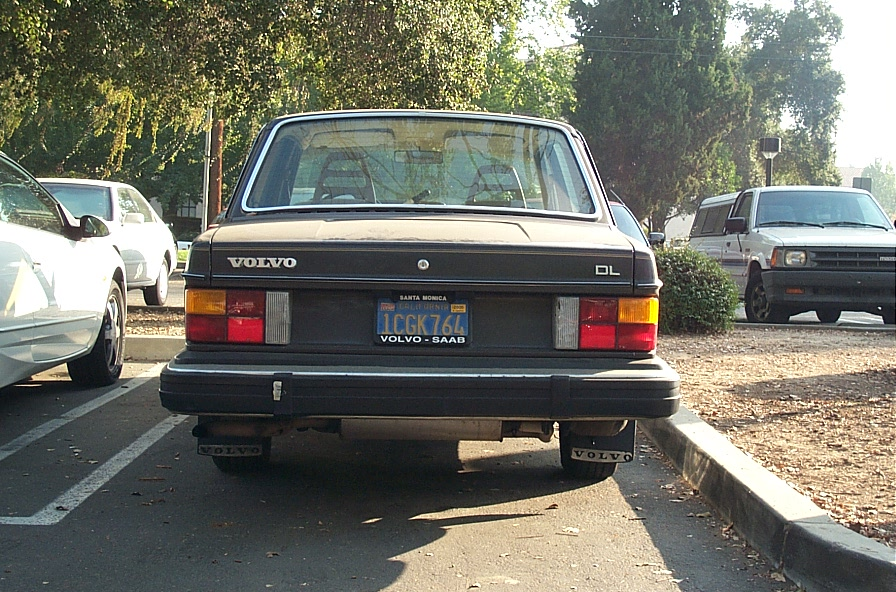 VOLVO
DL
SANTA MONICA
CALIFORNIA
1CGK764
VOLVO - SAAB
VOLVO
VOLVO